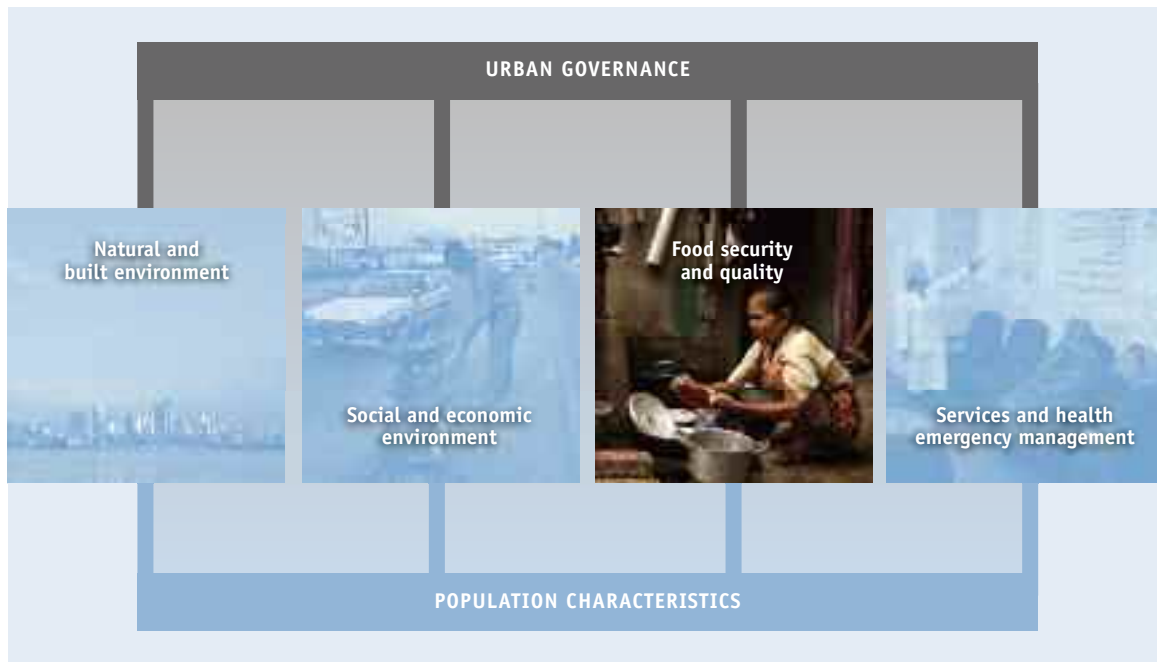 URBAN GOVERNANCE
Natural and
built environment
Social and economic
environment
Food security
and quality
Services and health
emergency management
POPULATION CHARACTERISTICS